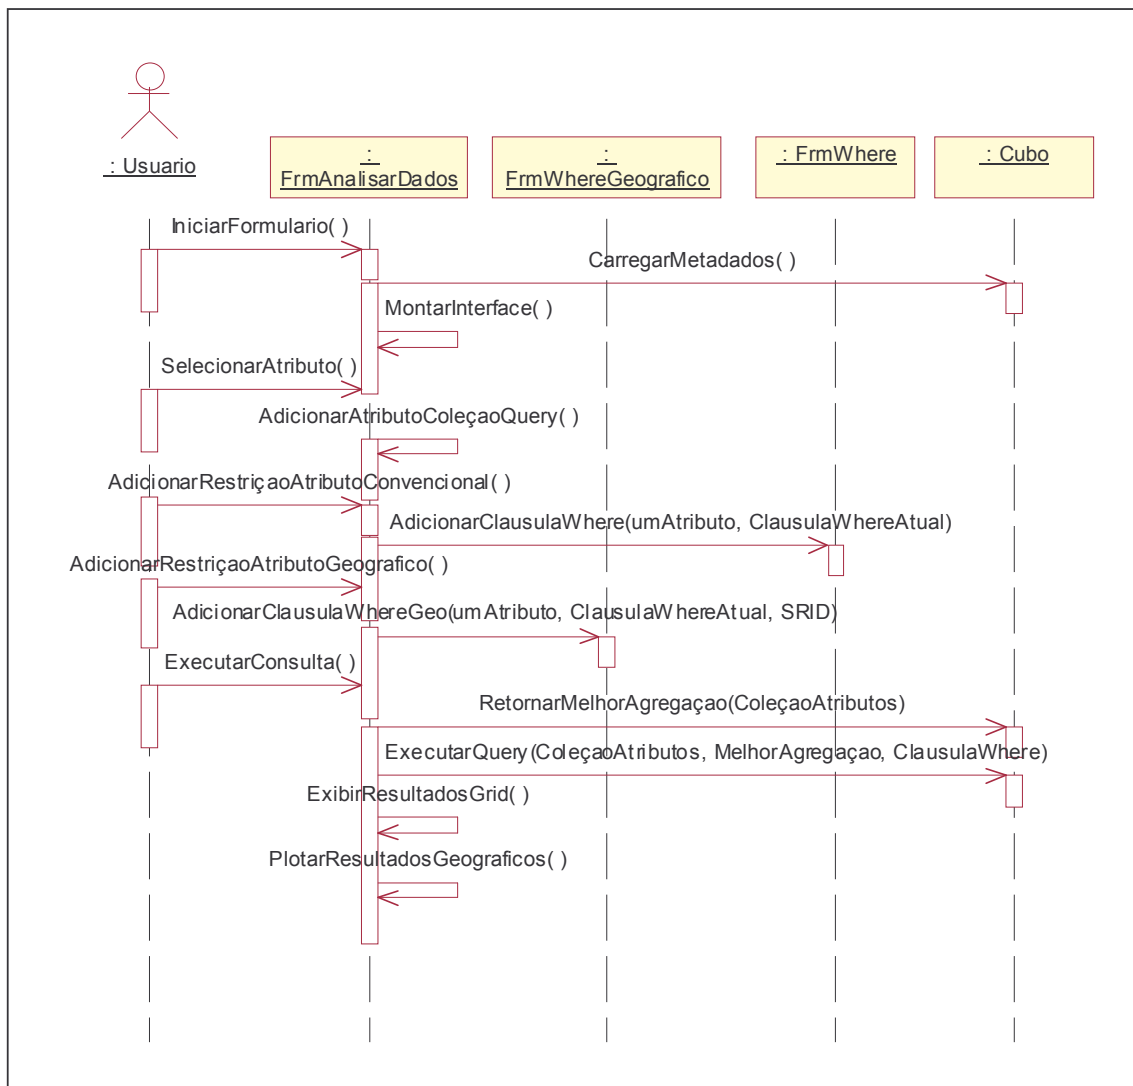 : Usuario
:
FrmAnalisarDados
:
FrmWhereGeografico
: FrmWhere
: Cubo
IniciarFormulario( )
CarregarMetadados( )
MontarInterface( )
SelecionarAtributo( )
AdicionarAtributoColeçaoQuery( )
AdicionarRestriçaoAtributoConvencional( )
AdicionarClausulaWhere(umAtributo, ClausulaWhereAtual)
AdicionarRestriçaoAtributoGeografico( )
AdicionarClausulaWhereGeo(umAtributo, ClausulaWhereAtual, SRID)
ExecutarConsulta( )
RetornarMelhorAgregaçao(ColeçaoAtributos)
ExecutarQuery(ColeçaoAtributos, MelhorAgregaçao, ClausulaWhere)
ExibirResultadosGrid( )
PlotarResultadosGeograficos( )